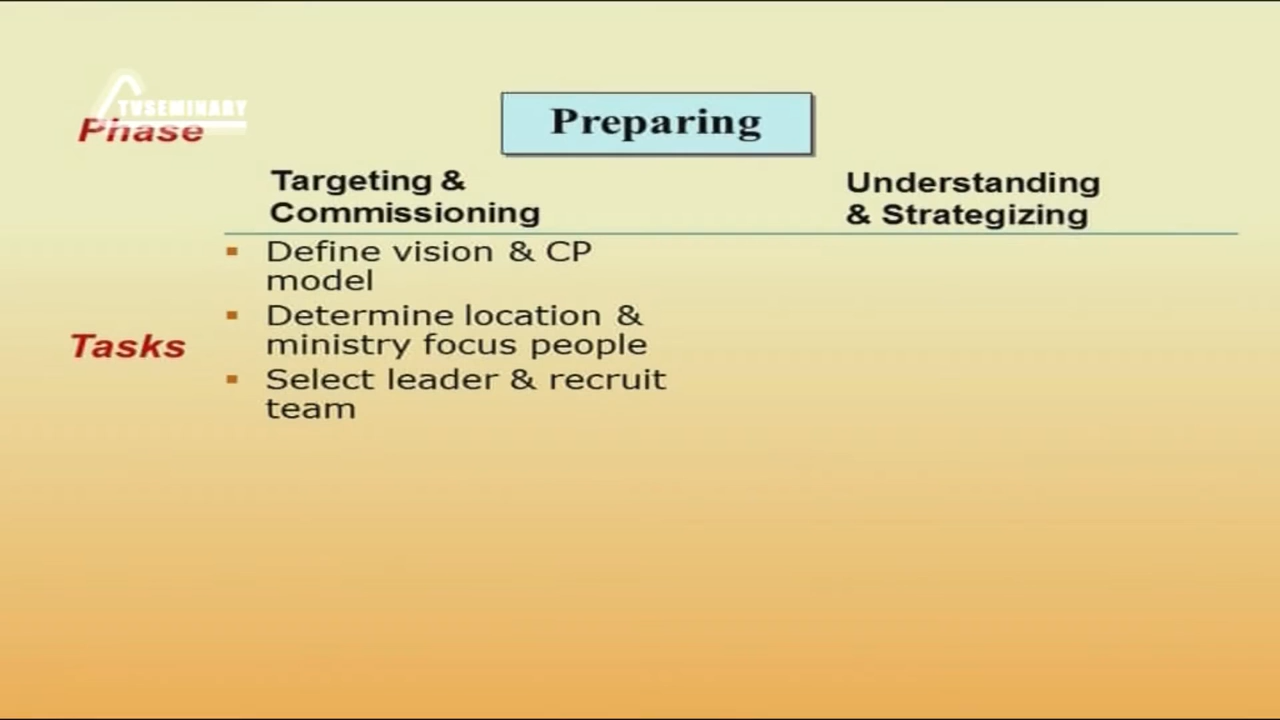 TVSEMINARY
Phase
Preparing
Targeting &
Commissioning
Understanding
& Strategizing
Tasks
▪ Define vision & CP
model
▪ Determine location &
ministry focus people
▪ Select leader & recruit
team